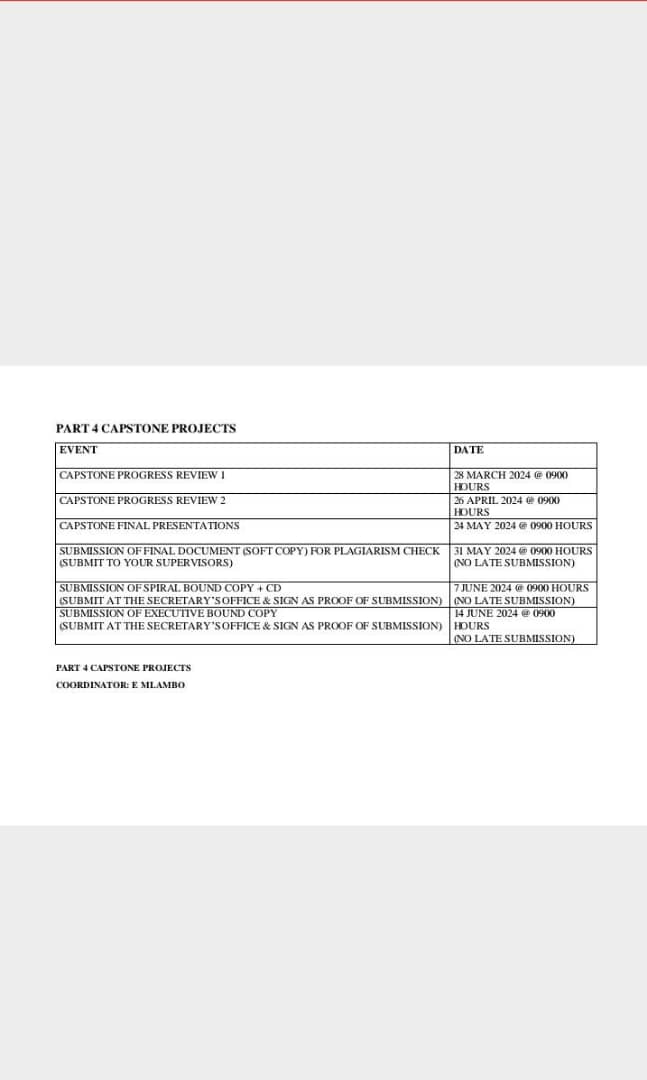 PART 4 CAPSTONE PROJECTS
EVENT DATE
CAPSTONE PROGRESS REVIEW 1 28 MARCH 2024 @ 0900
HOURS
CAPSTONE PROGRESS REVIEW 2 26 APRIL 2024 @ 0900
HOURS
CAPSTONE FINAL PRESENTATIONS 24 MAY 2024 @ 0900 HOURS
SUBMISSION OF FINAL DOCUMENT (SOFT COPY) FOR PLAGIARISM CHECK 31 MAY 2024 @ 0900 HOURS
(SUBMIT TO YOUR SUPERVISORS) (NO LATE SUBMISSION)
SUBMISSION OF SPIRAL BOUND COPY + CD 7 JUNE 2024 @ 0900 HOURS
(SUBMIT AT THE SECRETARY'S OFFICE & SIGN AS PROOF OF SUBMISSION) (NO LATE SUBMISSION)
SUBMISSION OF EXECUTIVE BOUND COPY 14 JUNE 2024 @ 0900
(SUBMIT AT THE SECRETARY'S OFFICE & SIGN AS PROOF OF SUBMISSION) HOURS
(NO LATE SUBMISSION)
PART 4 CAPSTONE PROJECTS
COORDINATOR: E MLAMBO